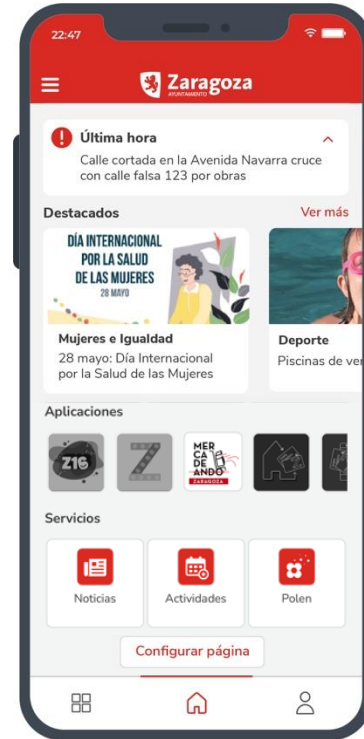 22:47
Zaragoza
AYUNTAMIENTO
Última hora
Calle cortada en la Avenida Navarra cruce
con calle falsa 123 por obras
Destacados
Ver más
DÍA INTERNACIONAL
POR LA SALUD
DE LAS MUJERES
28 MAYO
Mujeres e Igualdad
28 mayo: Día Internacional
por la Salud de las Mujeres
Deporte
Piscinas de ver
Aplicaciones
Z16
Z
MER
CA
DE
ANDO
ZARAGOZA
Servicios
Noticias
Actividades
Polen
Configurar página